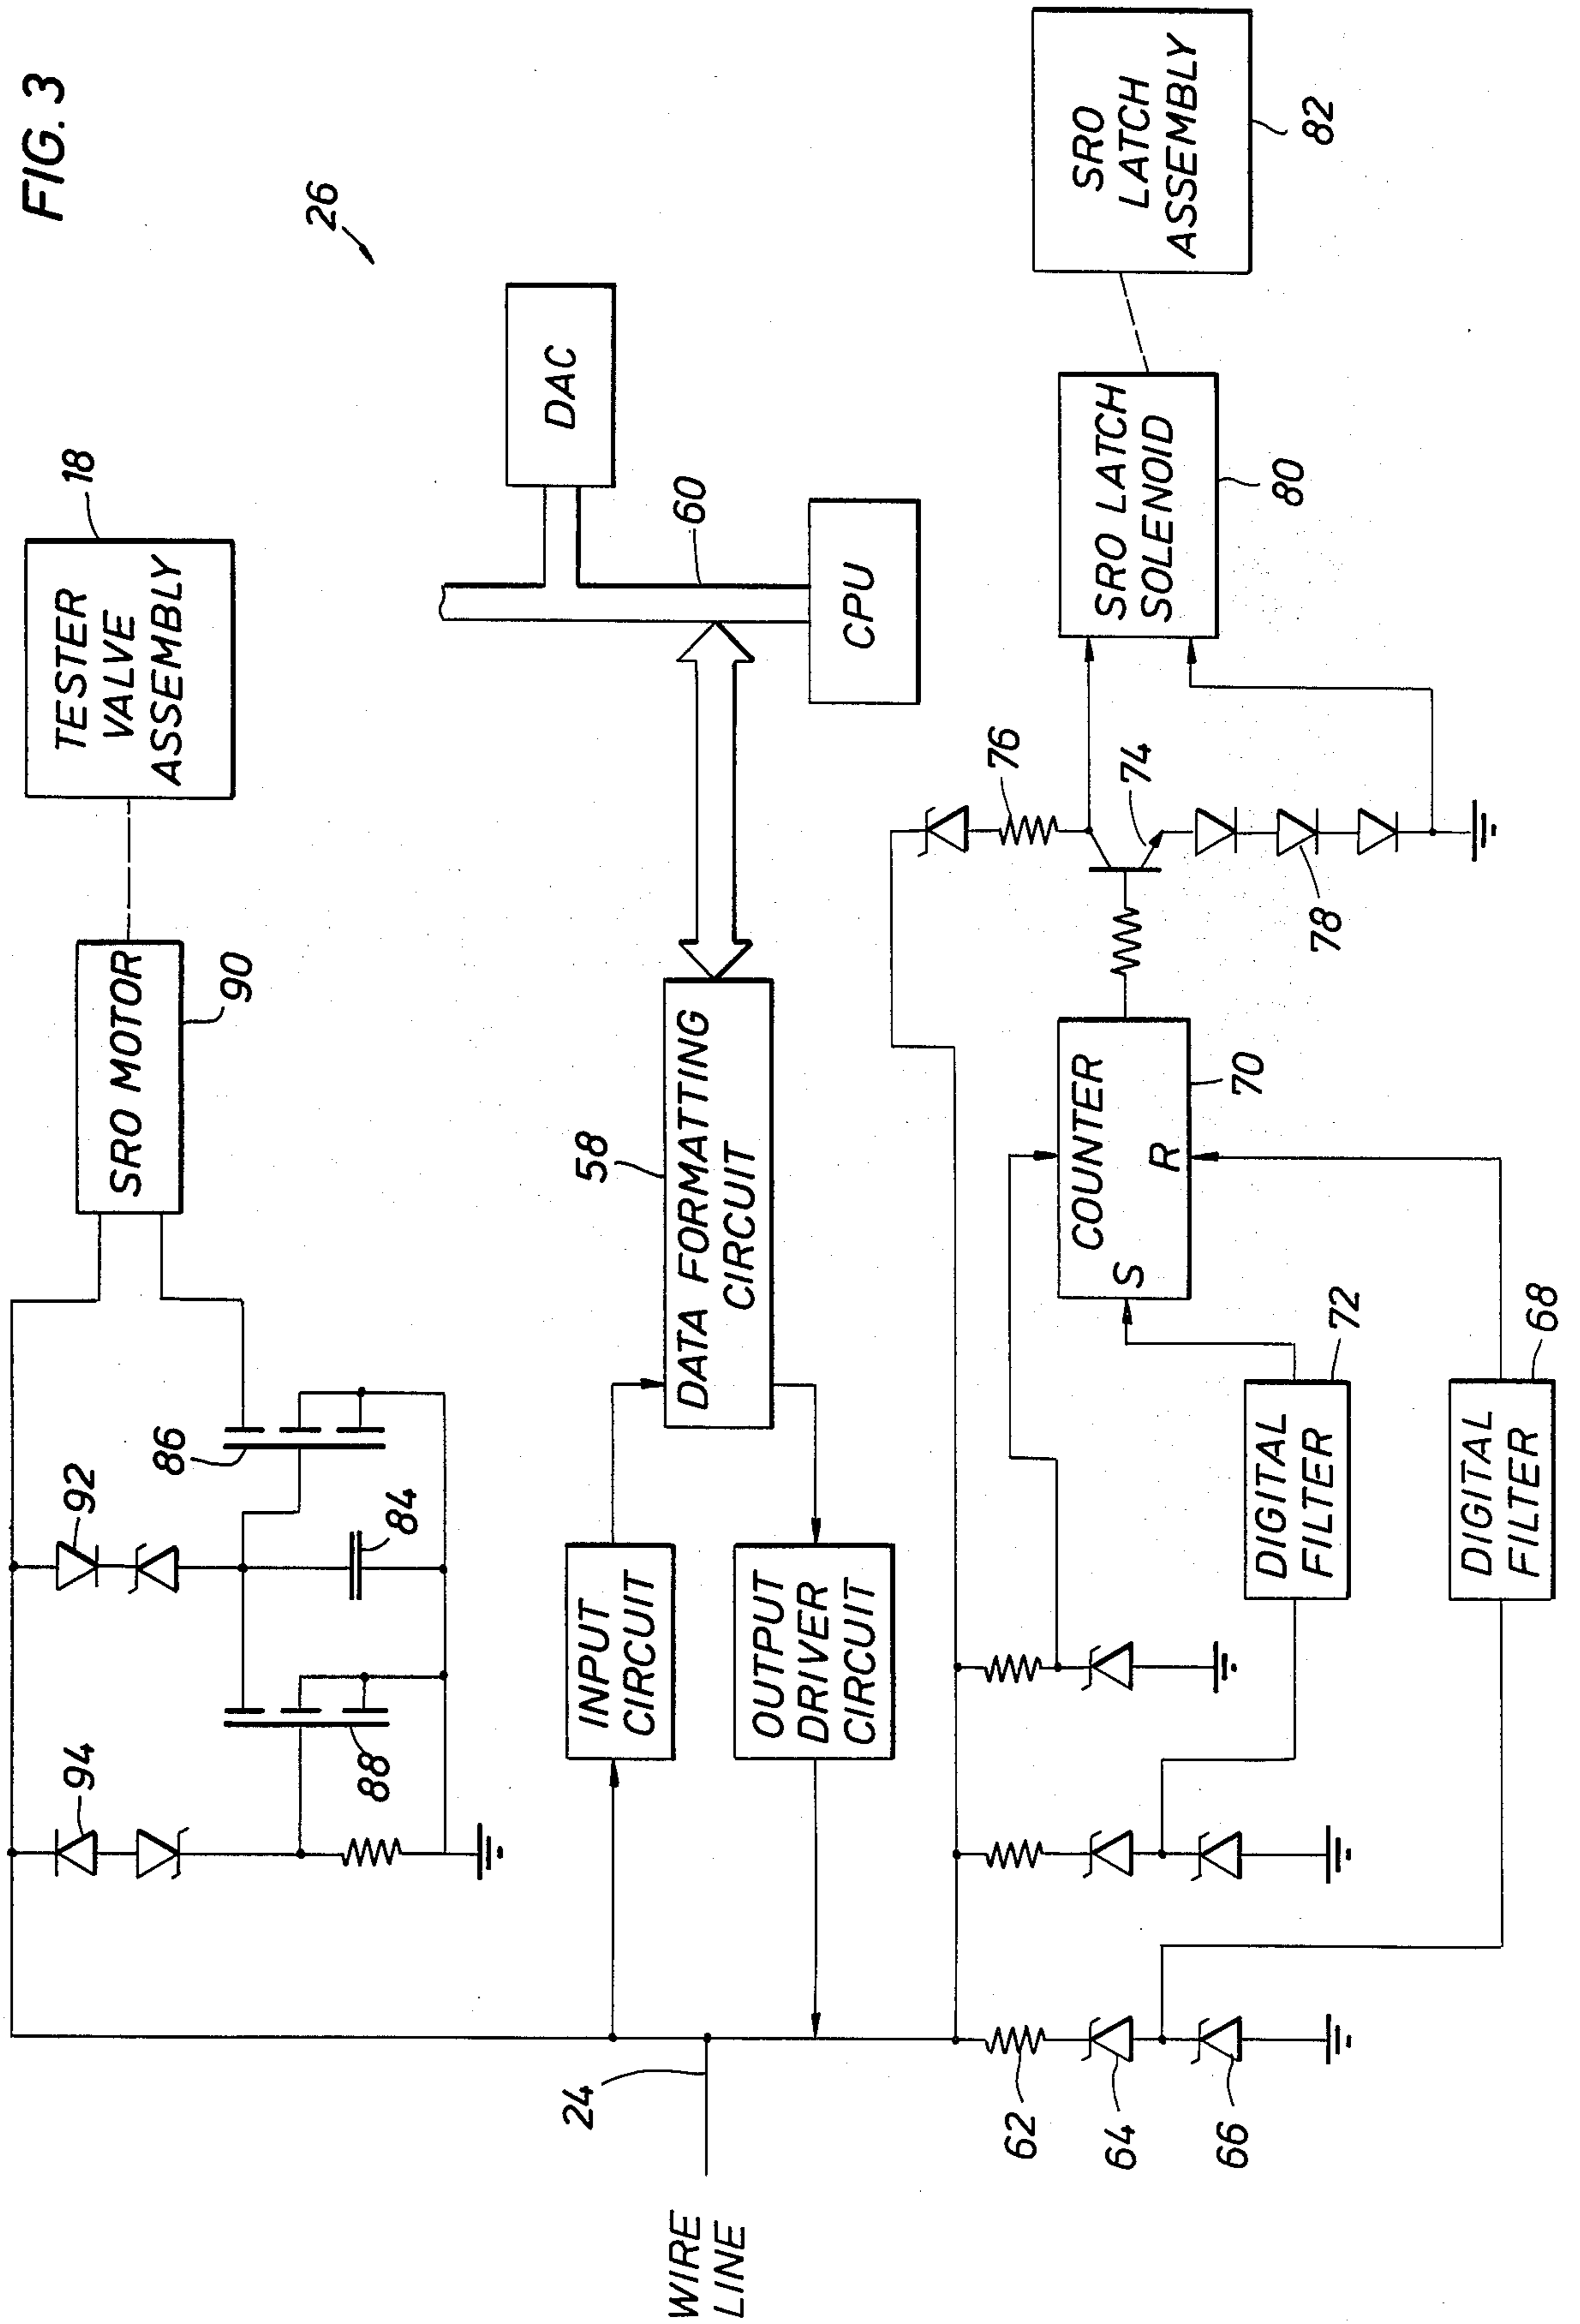 FIG. 3
26
TESTER
VALVE
ASSEMBLY
18
SRO MOTOR
90
92
94
86
84
88
DAC
60
CPU
58
DATA FORMATTING
CIRCUIT
INPUT
CIRCUIT
OUTPUT
DRIVER
CIRCUIT
24
WIRE
LINE
SRO
LATCH
ASSEMBLY
82
SRO LATCH
SOLENOID
80
76
74
78
COUNTER
S
R
70
DIGITAL
FILTER
72
DIGITAL
FILTER
68
62
64
66